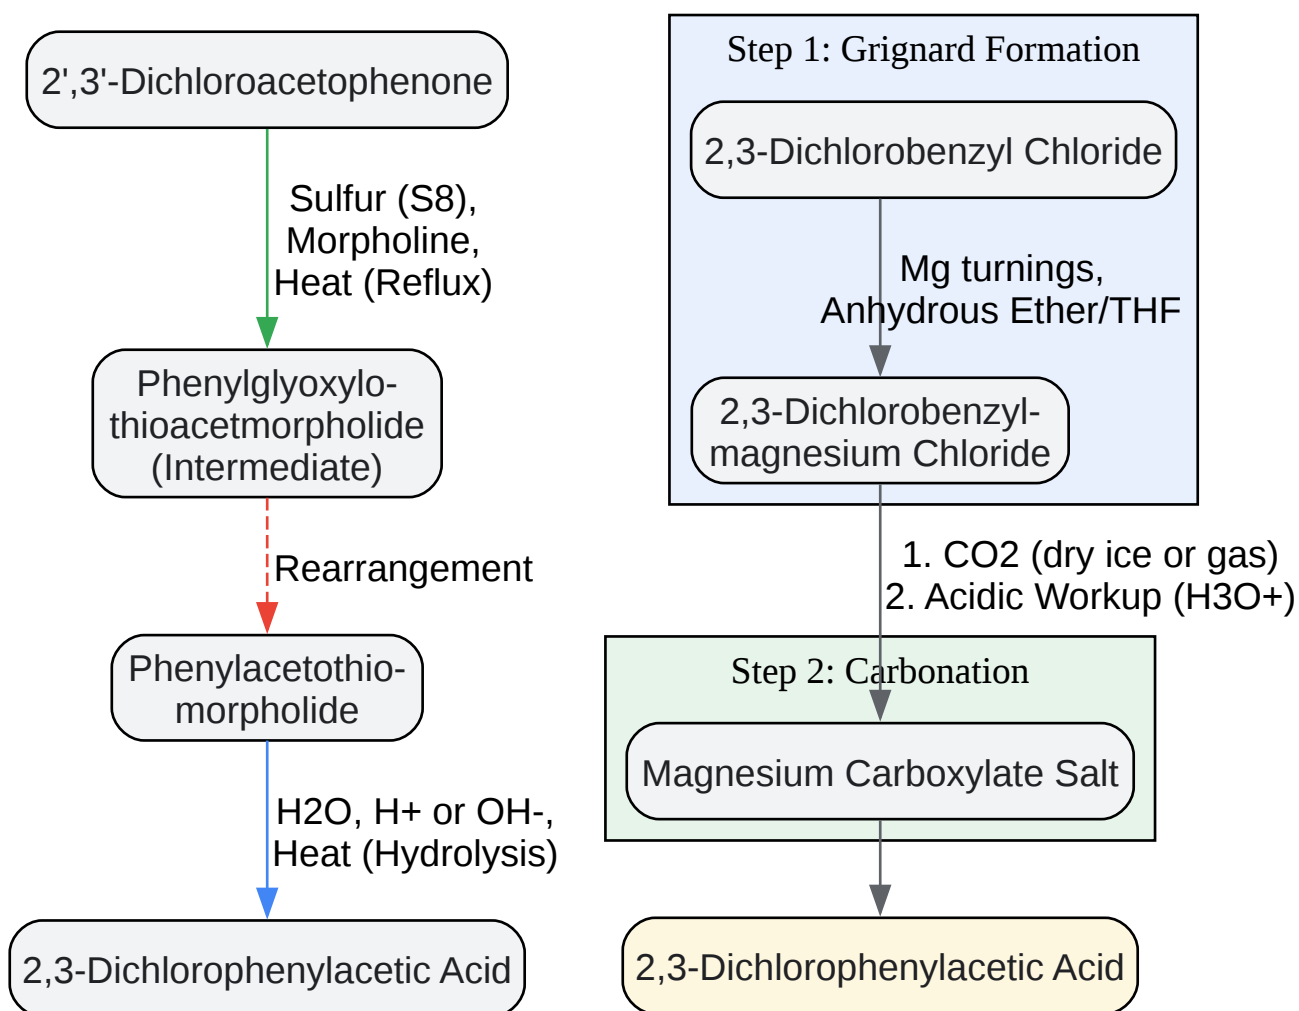 2',3'-Dichloroacetophenone
Sulfur (S8),
Morpholine,
Heat (Reflux)
Phenylglyoxylo-
thioacetmorpholide
(Intermediate)
Rearrangement
Phenylacetothio-
morpholide
H2O, H+ or OH-,
Heat (Hydrolysis)
2,3-Dichlorophenylacetic Acid
Step 1: Grignard Formation
2,3-Dichlorobenzyl Chloride
Mg turnings,
Anhydrous Ether/THF
2,3-Dichlorobenzyl-
magnesium Chloride
1. CO2 (dry ice or gas)
2. Acidic Workup (H3O+)
Step 2: Carbonation
Magnesium Carboxylate Salt
2,3-Dichlorophenylacetic Acid